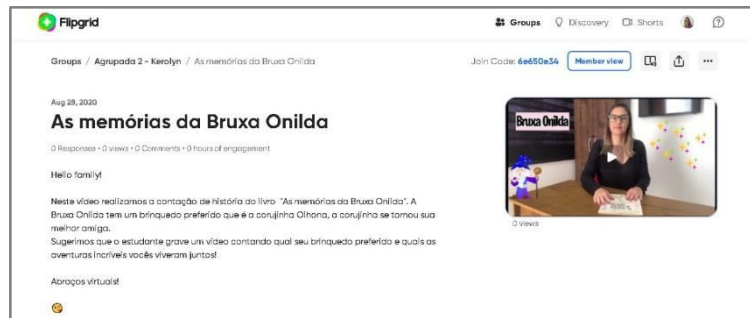 Flipgrid
Groups Discovery Shorts
Groups / Agrupada 2 - Kerolyn / As memórias da Bruxa Onilda
Join Code: 6e650e34 Member view
Aug 28, 2020
As memórias da Bruxa Onilda
0 Responses • 0 views • 0 Comments • 0 hours of engagement
Hello family!
Neste vídeo realizamos a contação de história do livro "As memórias da Bruxa Onilda". A
Bruxa Onilda tem um brinquedo preferido que é a corujinha Olhona, a corujinha se tornou sua
melhor amiga.
Sugerimos que o estudante grave um vídeo contando qual seu brinquedo preferido e quais as
aventuras incríveis vocês viveram juntos!
Abraços virtuais!
Bruxa Onilda
0 views